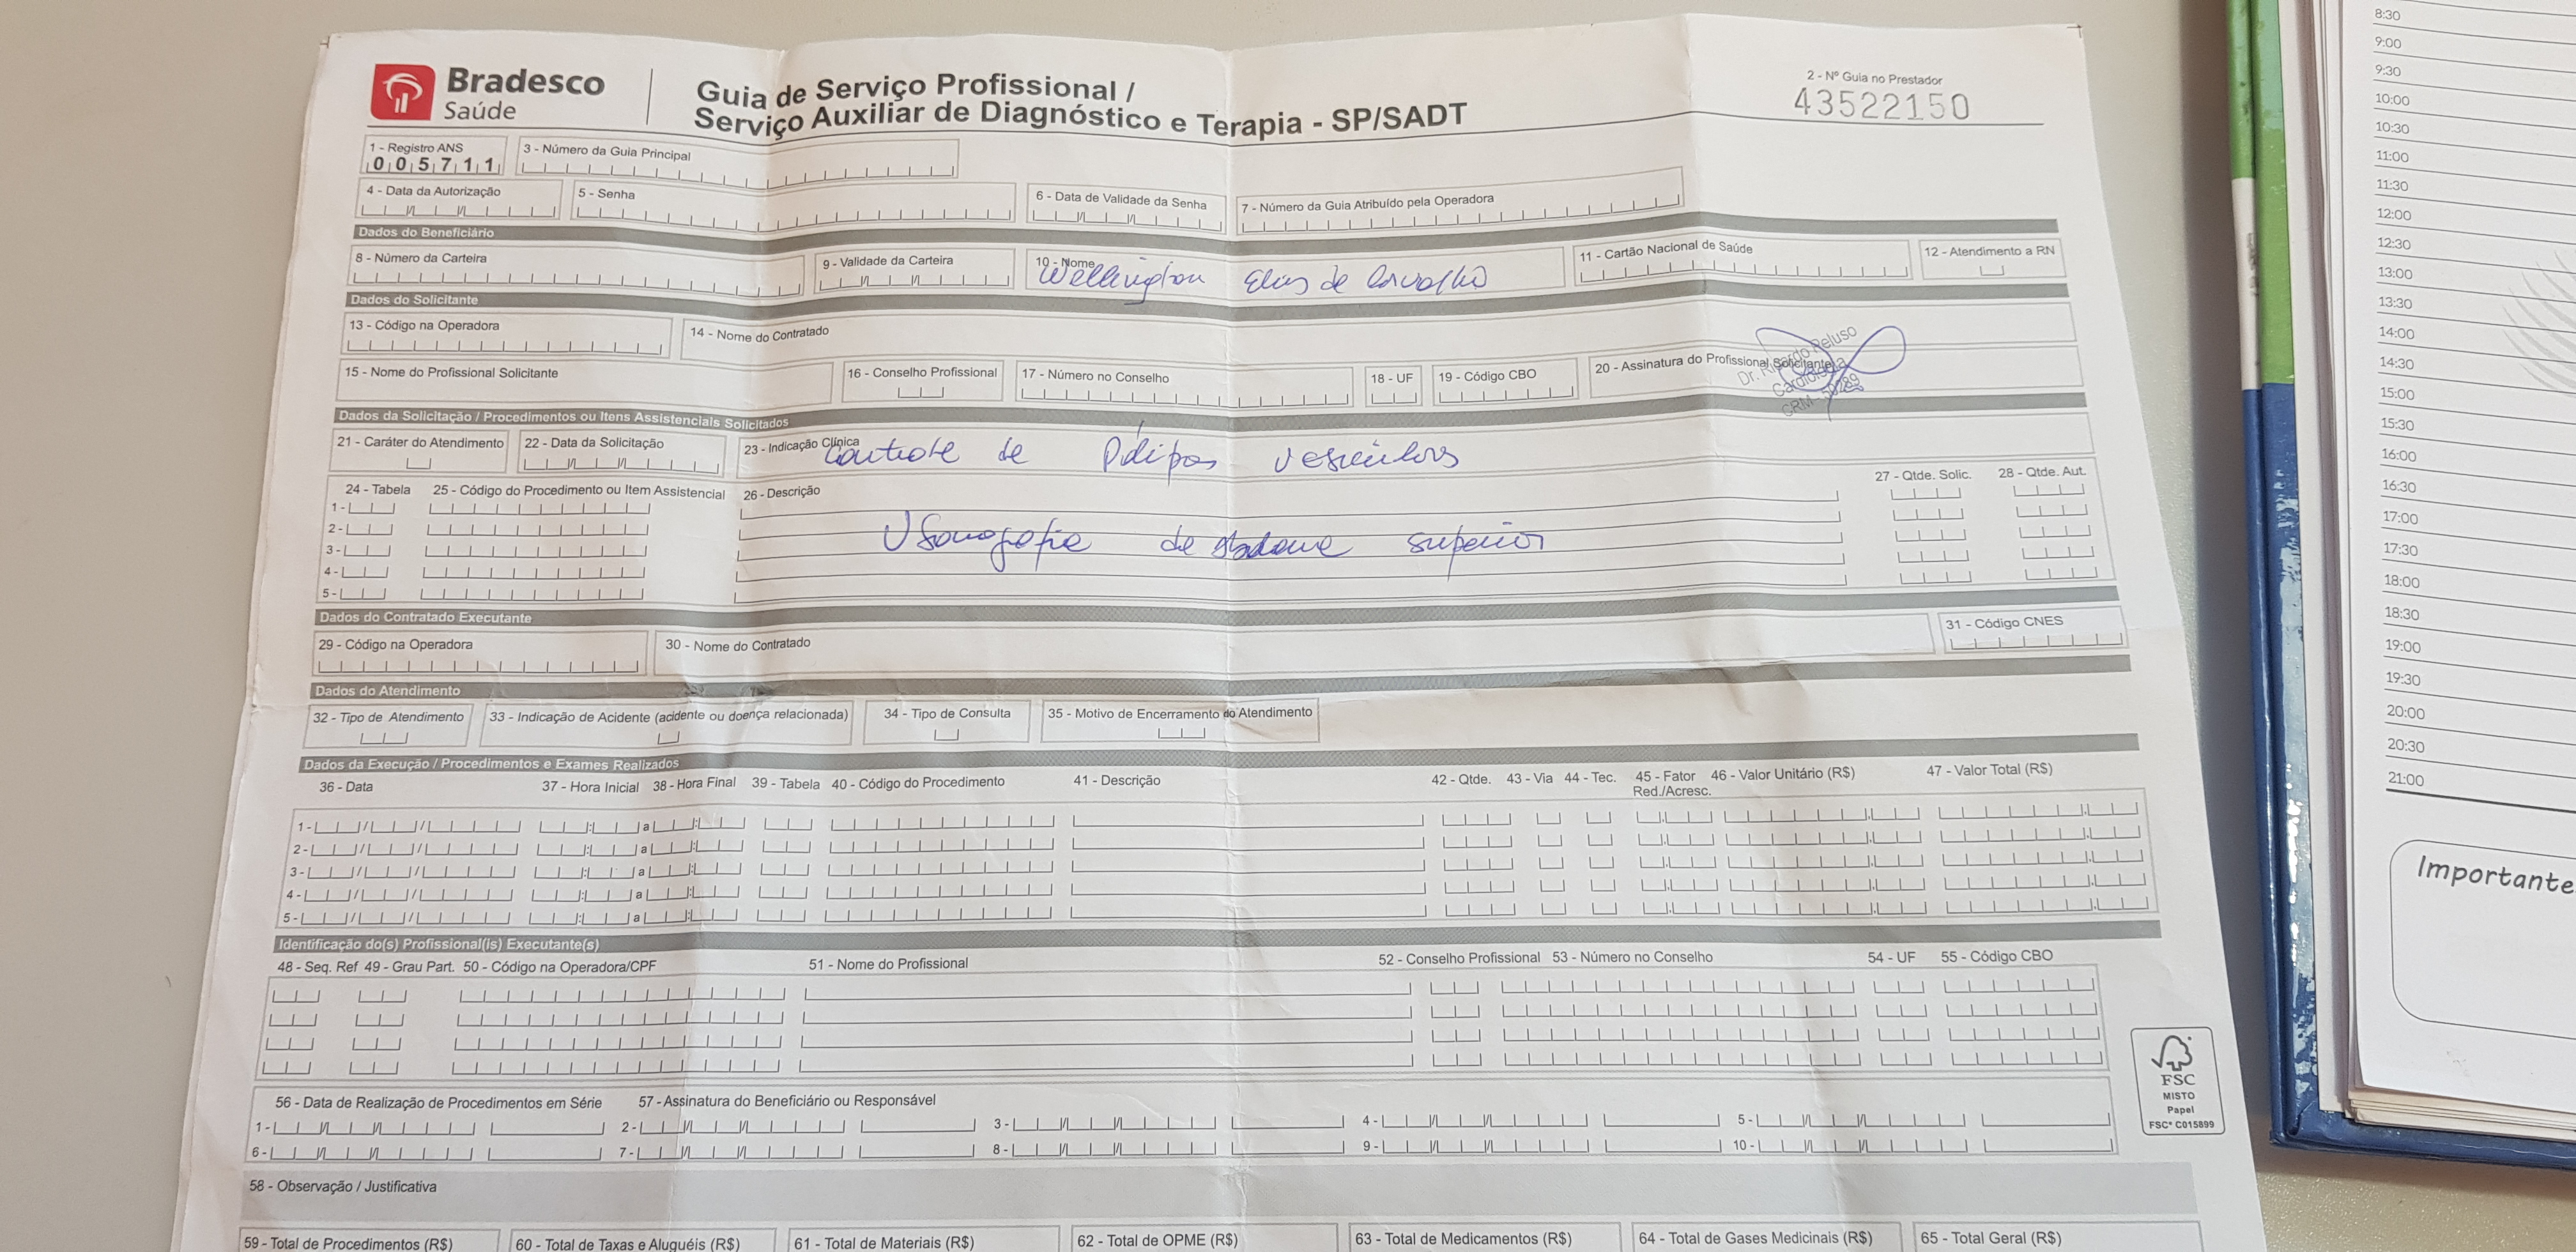 Bradesco
Saúde
Guia de Serviço Profissional /
Serviço Auxiliar de Diagnóstico e Terapia - SP/SADT
2 - Nº Guia no Prestador
43522150
1 - Registro ANS
005711
3 - Número da Guia Principal
4 - Data da Autorização
5 - Senha
6 - Data de Validade da Senha
7 - Número da Guia Atribuído pela Operadora
Dados do Beneficiário
8 - Número da Carteira
9 - Validade da Carteira
10 - Nome
Wellington Elias de Carvalho
11 - Cartão Nacional de Saúde
12 - Atendimento a RN
Dados do Solicitante
13 - Código na Operadora
14 - Nome do Contratado
15 - Nome do Profissional Solicitante
16 - Conselho Profissional
17 - Número no Conselho
18 - UF
19 - Código CBO
20 - Assinatura do Profissional Solicitante
Dr. Ricardo Peluso
CRM
Dados da Solicitação / Procedimentos ou Itens Assistenciais Solicitados
21 - Caráter do Atendimento
22 - Data da Solicitação
23 - Indicação Clínica
Controle de Pólipos vesiculares
24 - Tabela
25 - Código do Procedimento ou Item Assistencial
26 - Descrição
27 - Qtde. Solic.
28 - Qtde. Aut.
1 -
2 -
3 -
4 -
5 -
de abdome superior
Dados do Contratado Executante
29 - Código na Operadora
30 - Nome do Contratado
31 - Código CNES
Dados do Atendimento
32 - Tipo de Atendimento
33 - Indicação de Acidente (acidente ou doença relacionada)
34 - Tipo de Consulta
35 - Motivo de Encerramento do Atendimento
Dados da Execução / Procedimentos e Exames Realizados
36 - Data
37 - Hora Inicial
38 - Hora Final
39 - Tabela
40 - Código do Procedimento
41 - Descrição
42 - Qtde.
43 - Via
44 - Tec.
45 - Fator Red./Acresc.
46 - Valor Unitário (R$)
47 - Valor Total (R$)
1 - / / : a :
2 - / / : a :
3 - / / : a :
4 - / / : a :
5 - / / : a :
Identificação do(s) Profissional(is) Executante(s)
48 - Seq. Ref
49 - Grau Part.
50 - Código na Operadora/CPF
51 - Nome do Profissional
52 - Conselho Profissional
53 - Número no Conselho
54 - UF
55 - Código CBO
56 - Data de Realização de Procedimentos em Série
57 - Assinatura do Beneficiário ou Responsável
1 - / / 2 - / / 3 - / / 4 - / / 5 - / /
6 - / / 7 - / / 8 - / / 9 - / / 10 - / /
58 - Observação / Justificativa
59 - Total de Procedimentos (R$)
60 - Total de Taxas e Aluguéis (R$)
61 - Total de Materiais (R$)
62 - Total de OPME (R$)
63 - Total de Medicamentos (R$)
64 - Total de Gases Medicinais (R$)
65 - Total Geral (R$)
FSC
MISTO
Papel
FSC® C015899
8:30
9:00
9:30
10:00
10:30
11:00
11:30
12:00
12:30
13:00
13:30
14:00
14:30
15:00
15:30
16:00
16:30
17:00
17:30
18:00
18:30
19:00
19:30
20:00
20:30
21:00
Importante